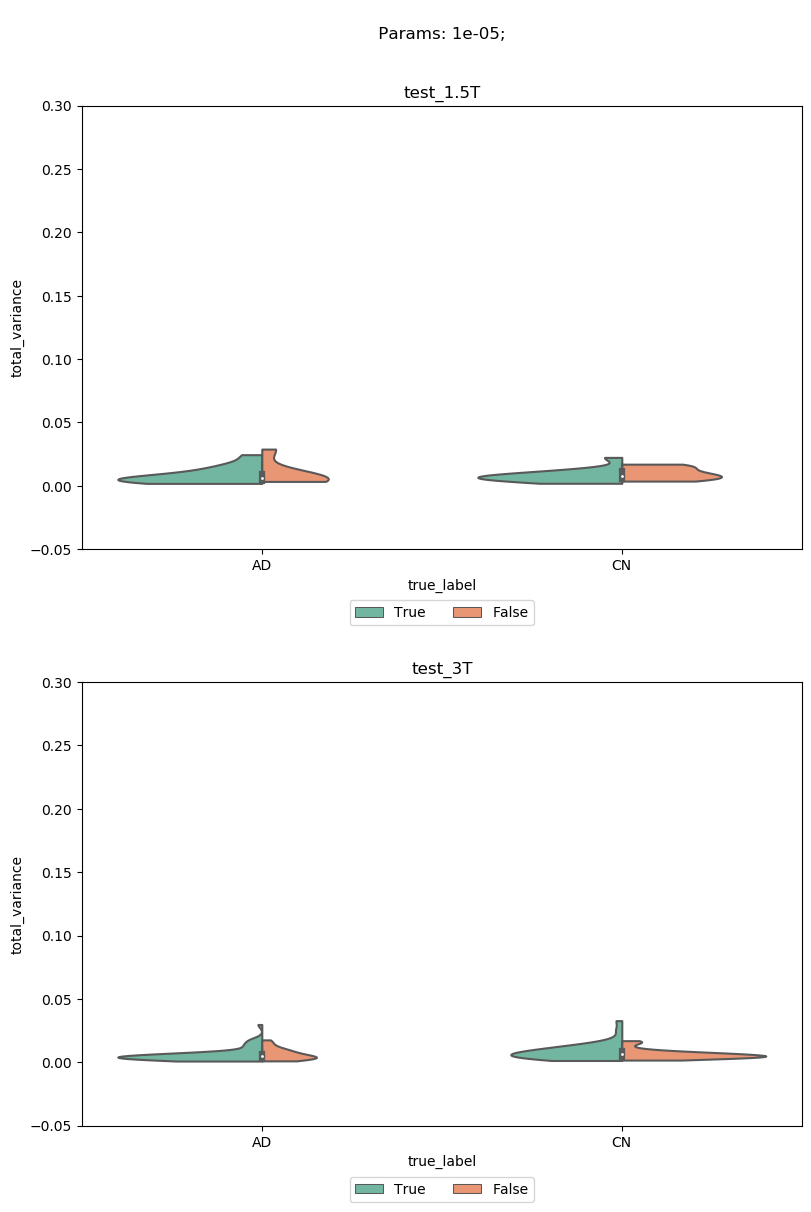 Params: 1e-05;
test_1.5T
0.30
0.25
0.20
0.15
0.10
0.05
0.00
−0.05
total_variance
AD CN
true_label
True False
test_3T
0.30
0.25
0.20
0.15
0.10
0.05
0.00
−0.05
total_variance
AD CN
true_label
True False